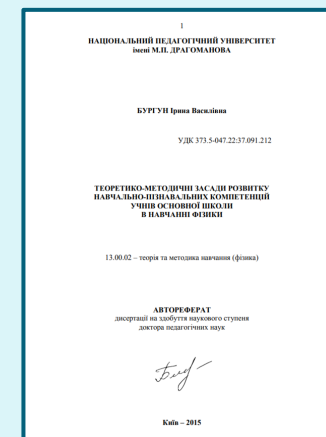 1
НАЦІОНАЛЬНИЙ ПЕДАГОГІЧНИЙ УНІВЕРСИТЕТ
імені М.П. ДРАГОМАНОВА
БУРГУН Ірина Василівна
УДК 373.5-047.22:37.091.212
ТЕОРЕТИКО-МЕТОДИЧНІ ЗАСАДИ РОЗВИТКУ
НАВЧАЛЬНО-ПІЗНАВАЛЬНИХ КОМПЕТЕНЦІЙ
УЧНІВ ОСНОВНОЇ ШКОЛИ
В НАВЧАННІ ФІЗИКИ
13.00.02 – теорія та методика навчання (фізика)
АВТОРЕФЕРАТ
дисертації на здобуття наукового ступеня
доктора педагогічних наук
Київ – 2015